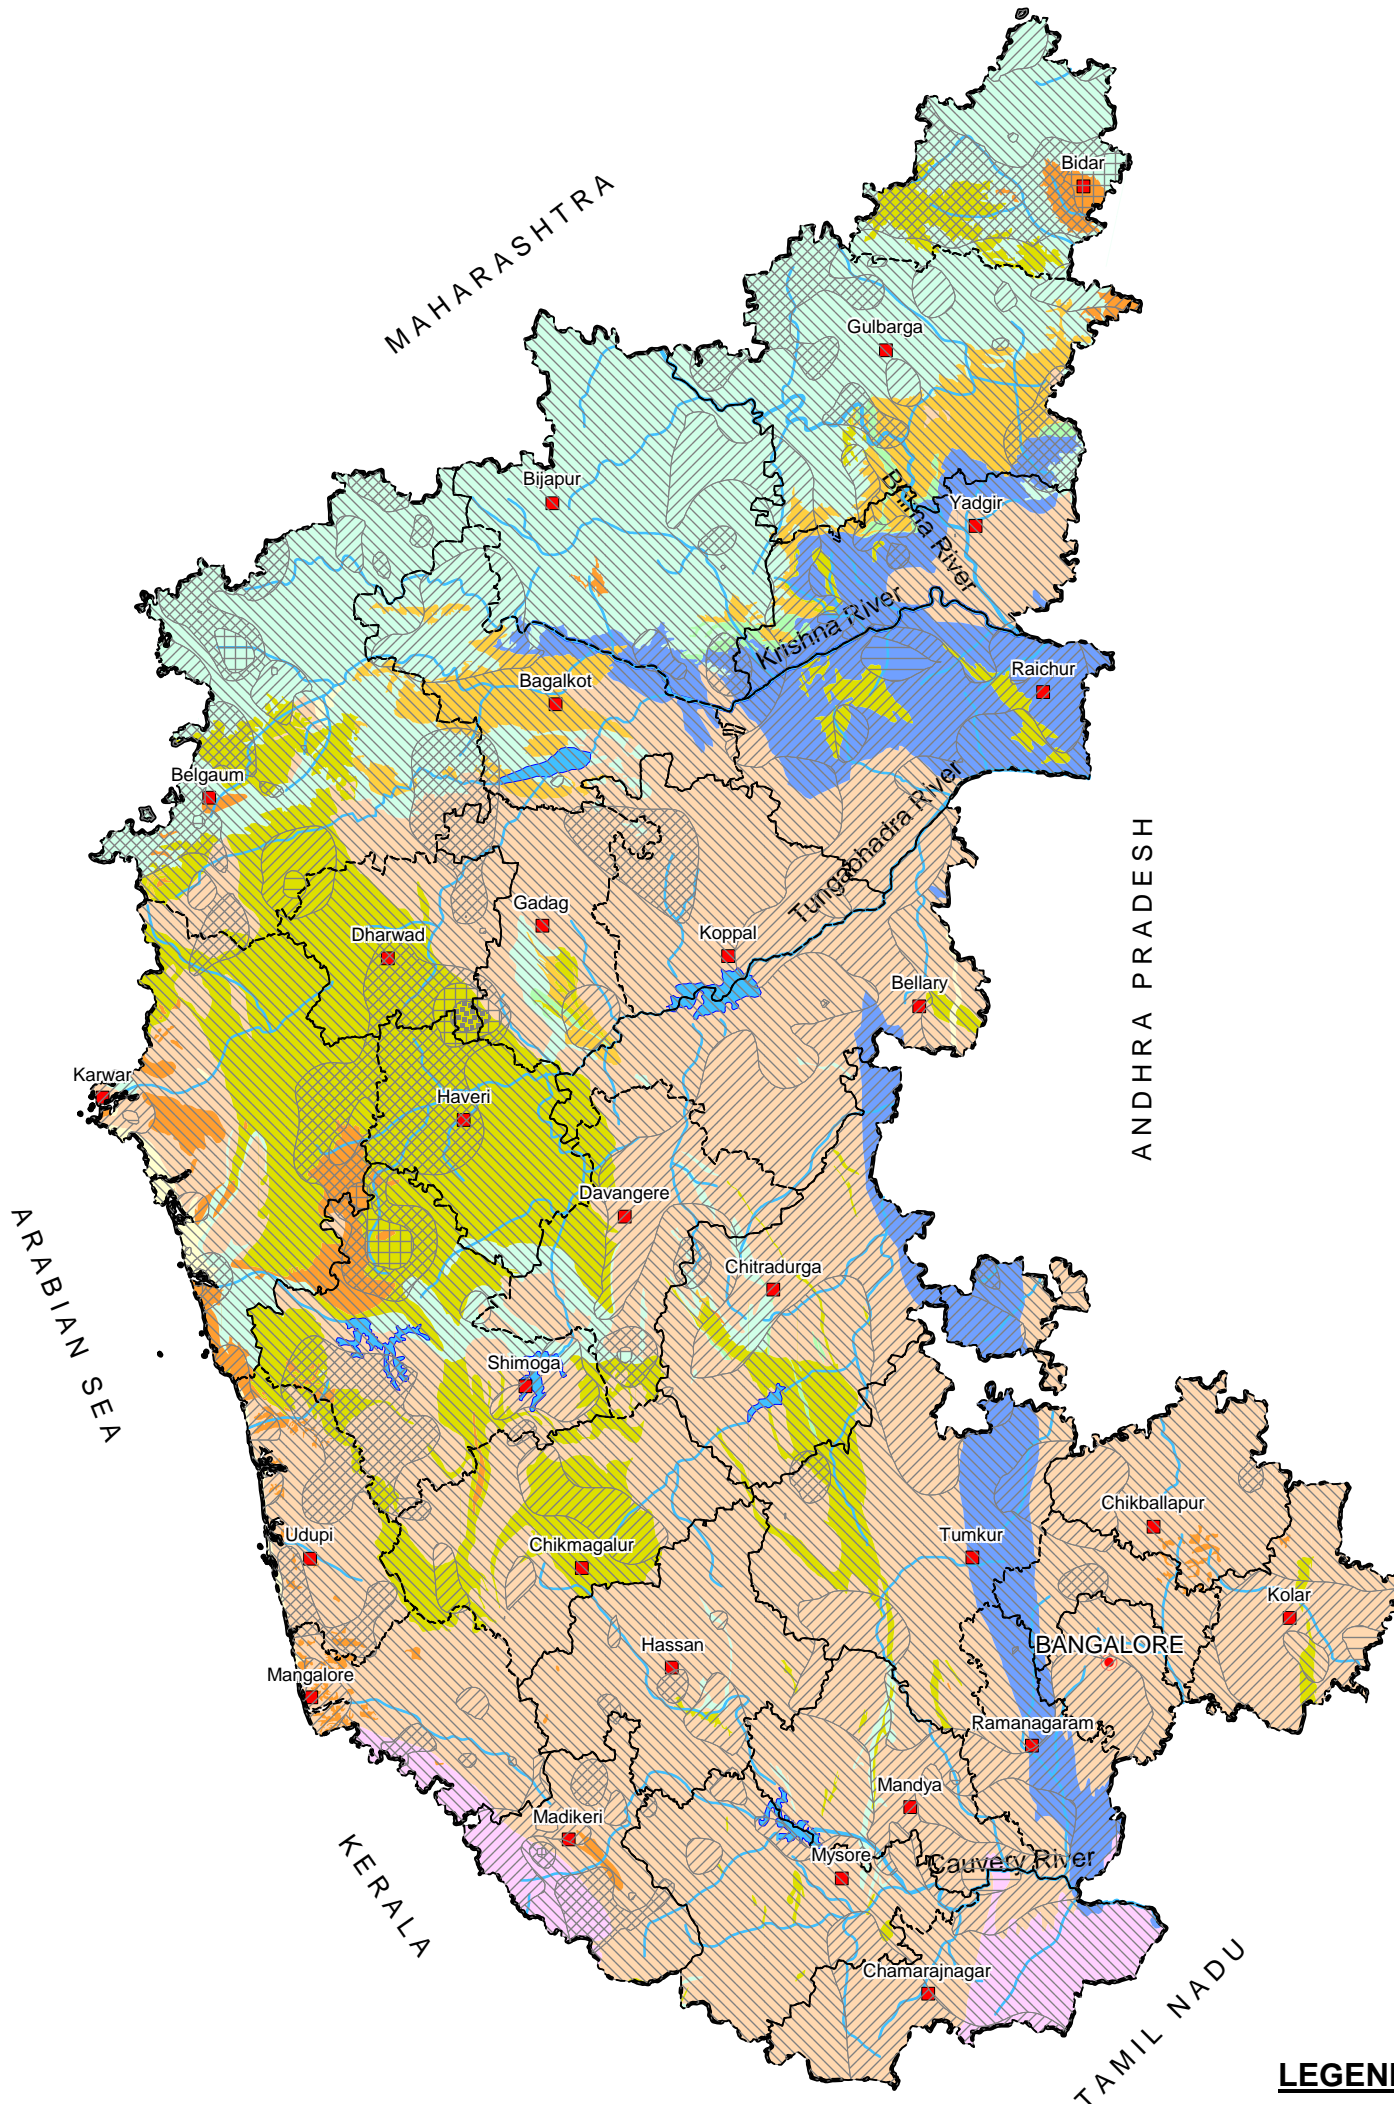 Bidar
MAHARASHTRA
Gulbarga
Bijapur
Bhima River
Yadgir
Krishna River
Raichur
Bagalkot
Belgaum
Tungabhadra River
ANDHRA PRADESH
Gadag
Dharwad
Koppal
Bellary
Karwar
Haveri
Davangere
ARABIAN SEA
Chitradurga
Shimoga
Chikballapur
Udupi
Chikmagalur
Tumkur
Kolar
Hassan
BANGALORE
Mangalore
Ramanagaram
Mandya
Madikeri
KERALA
Mysore
Cauvery River
Chamarajnagar
TAMIL NADU